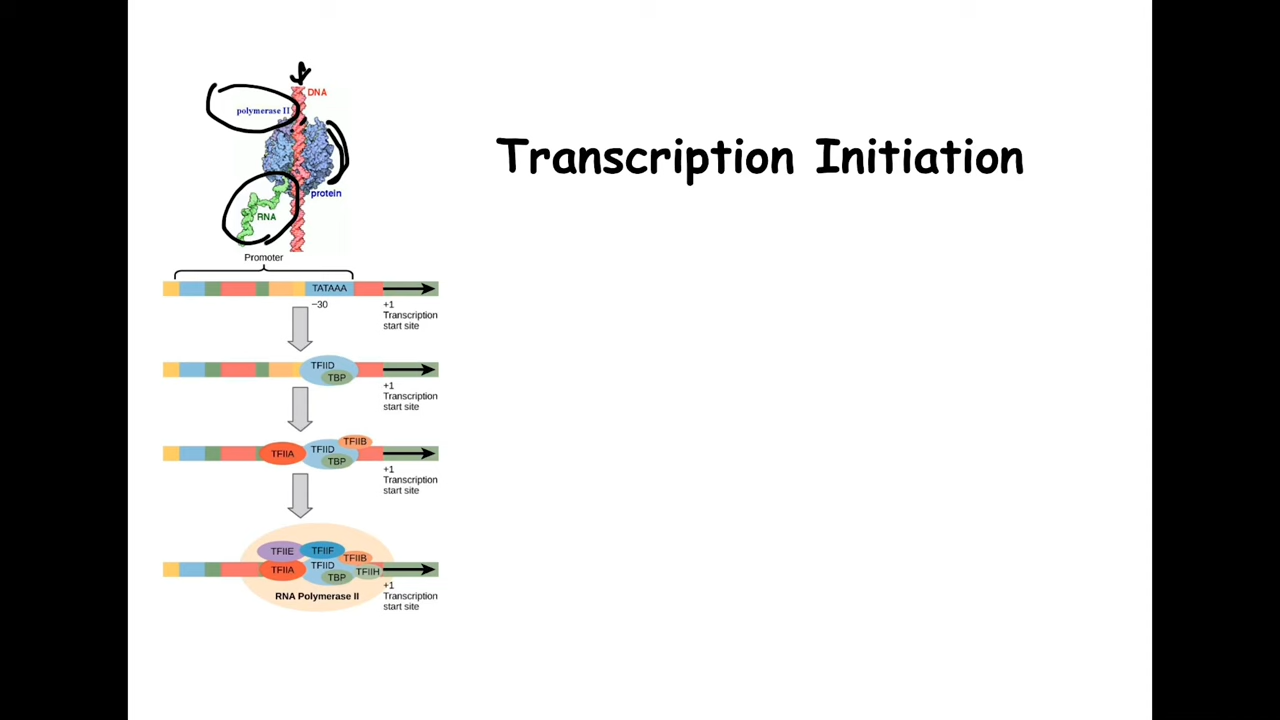 DNA
polymerase II
Transcription Initiation
protein
RNA
Promoter
TATAAA
−30
+1
Transcription
start site
TFIID
TBP
+1
Transcription
start site
TFIIB
TFIIA
TFIID
TBP
+1
Transcription
start site
TFIIE
TFIIF
TFIIB
TFIIA
TFIID
TBP
TFIIH
+1
RNA Polymerase II
Transcription
start site